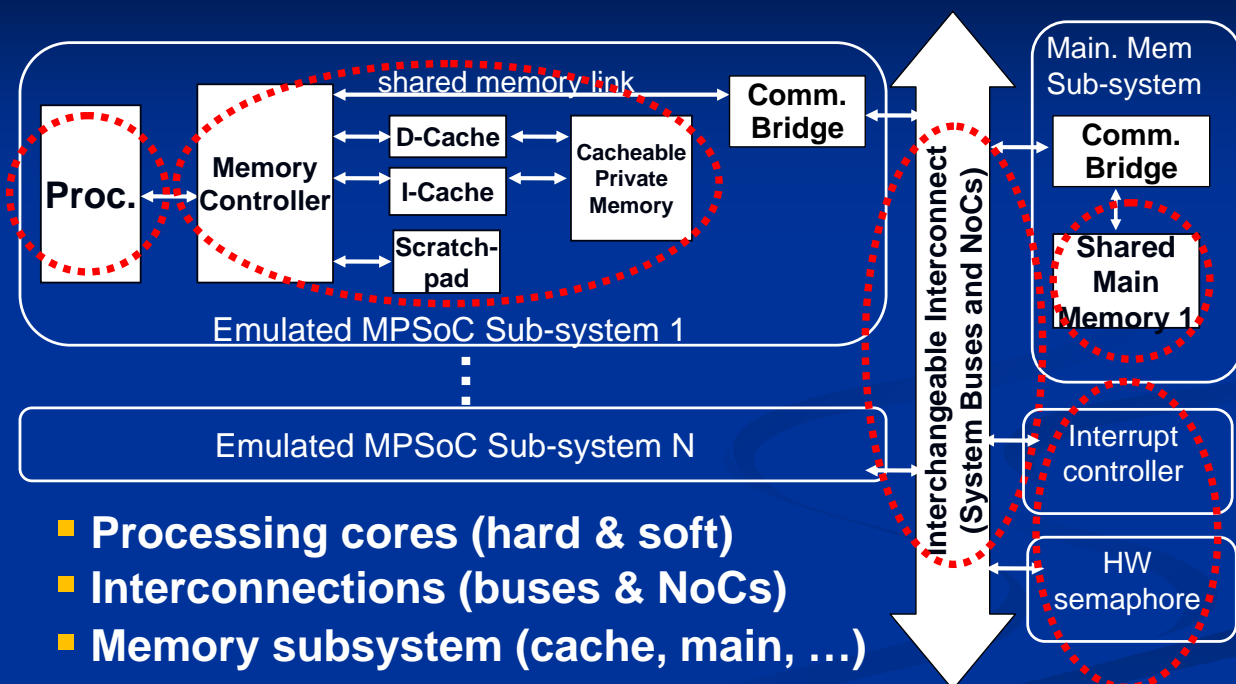 shared memory link
Proc.
Memory
Controller
D-Cache
I-Cache
Scratch-
pad
Cacheable
Private
Memory
Comm.
Bridge
Emulated MPSoC Sub-system 1
Emulated MPSoC Sub-system N
Interchangeable Interconnect
(System Buses and NoCs)
Main. Mem
Sub-system
Comm.
Bridge
Shared
Main
Memory 1
Interrupt
controller
HW
semaphore
Processing cores (hard & soft)
Interconnections (buses & NoCs)
Memory subsystem (cache, main, …)